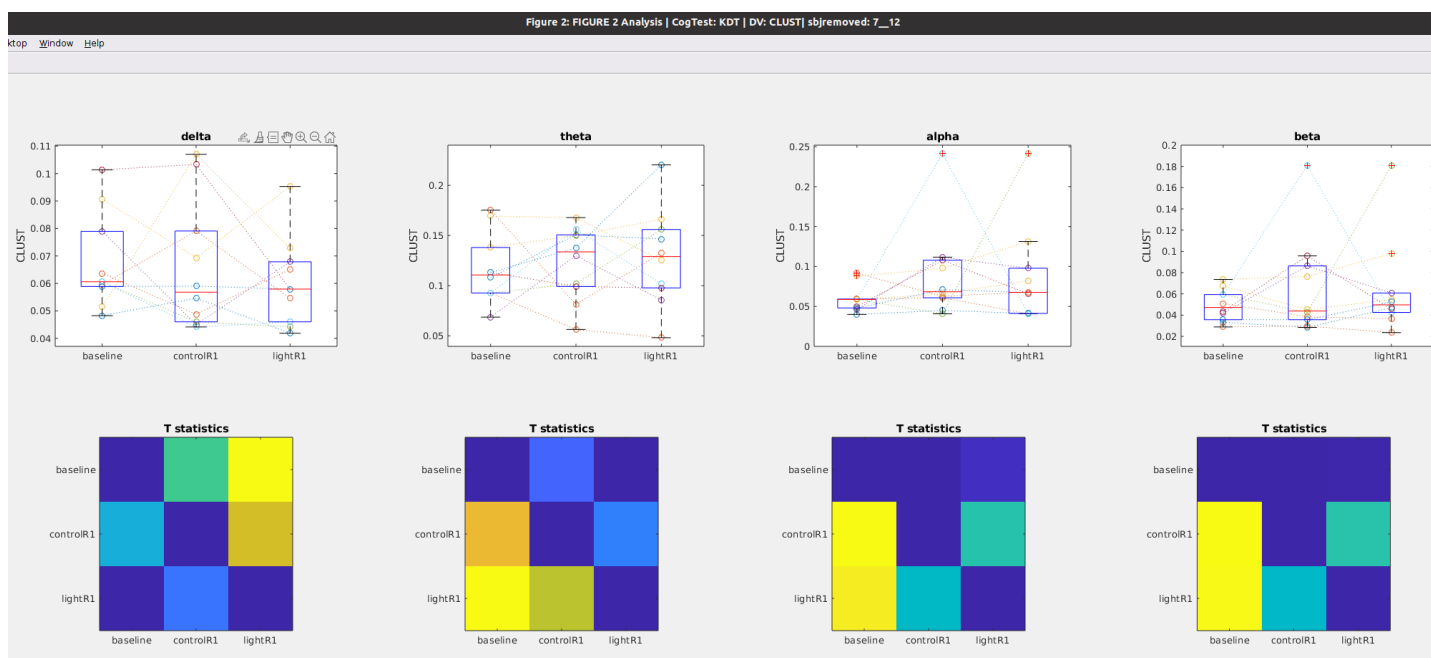 Figure 2: FIGURE 2 Analysis | CogTest: KDT | DV: CLUST| sbjremoved: 7__12
ktop Window Help
delta
0.11
0.1
0.09
0.08
0.07
0.06
0.05
0.04
CLUST
baseline controlR1 lightR1
theta
0.2
0.15
0.1
0.05
CLUST
baseline controlR1 lightR1
alpha
0.25
0.2
0.15
0.1
0.05
0
CLUST
baseline controlR1 lightR1
beta
0.2
0.18
0.16
0.14
0.12
0.1
0.08
0.06
0.04
0.02
CLUST
baseline controlR1 lightR1
T statistics
baseline
controlR1
lightR1
baseline controlR1 lightR1
T statistics
baseline
controlR1
lightR1
baseline controlR1 lightR1
T statistics
baseline
controlR1
lightR1
baseline controlR1 lightR1
T statistics
baseline
controlR1
lightR1
baseline controlR1 lightR1